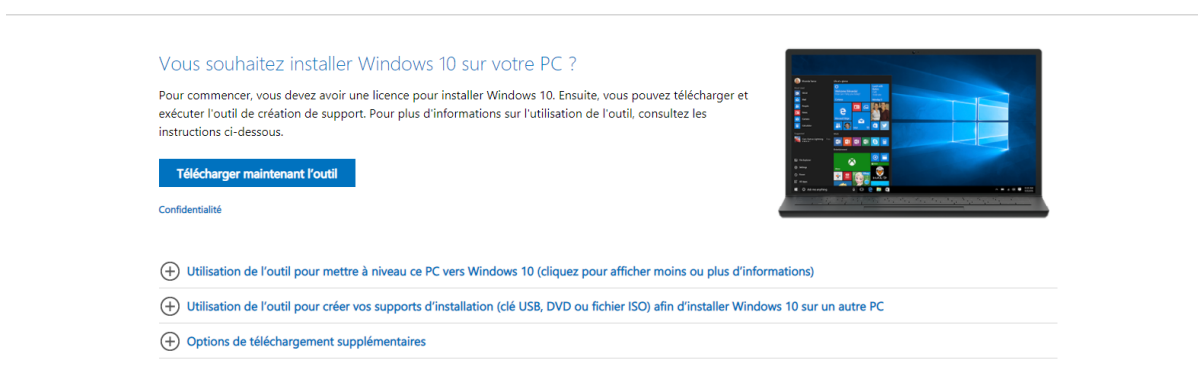 Vous souhaitez installer Windows 10 sur votre PC ?
Pour commencer, vous devez avoir une licence pour installer Windows 10. Ensuite, vous pouvez télécharger et
exécuter l'outil de création de support. Pour plus d'informations sur l'utilisation de l'outil, consultez les
instructions ci-dessous.
Télécharger maintenant l'outil
Confidentialité
Utilisation de l'outil pour mettre à niveau ce PC vers Windows 10 (cliquez pour afficher moins ou plus d'informations)
Utilisation de l'outil pour créer vos supports d'installation (clé USB, DVD ou fichier ISO) afin d'installer Windows 10 sur un autre PC
Options de téléchargement supplémentaires